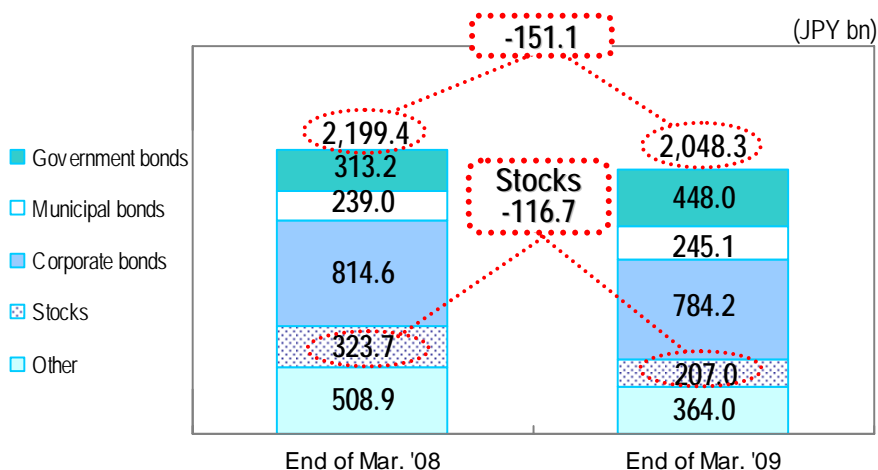 (JPY bn)
-151.1
2,199.4
2,048.3
Government bonds
Municipal bonds
Corporate bonds
Stocks
Other
313.2
239.0
814.6
323.7
508.9
Stocks
-116.7
448.0
245.1
784.2
207.0
364.0
End of Mar. '08
End of Mar. '09